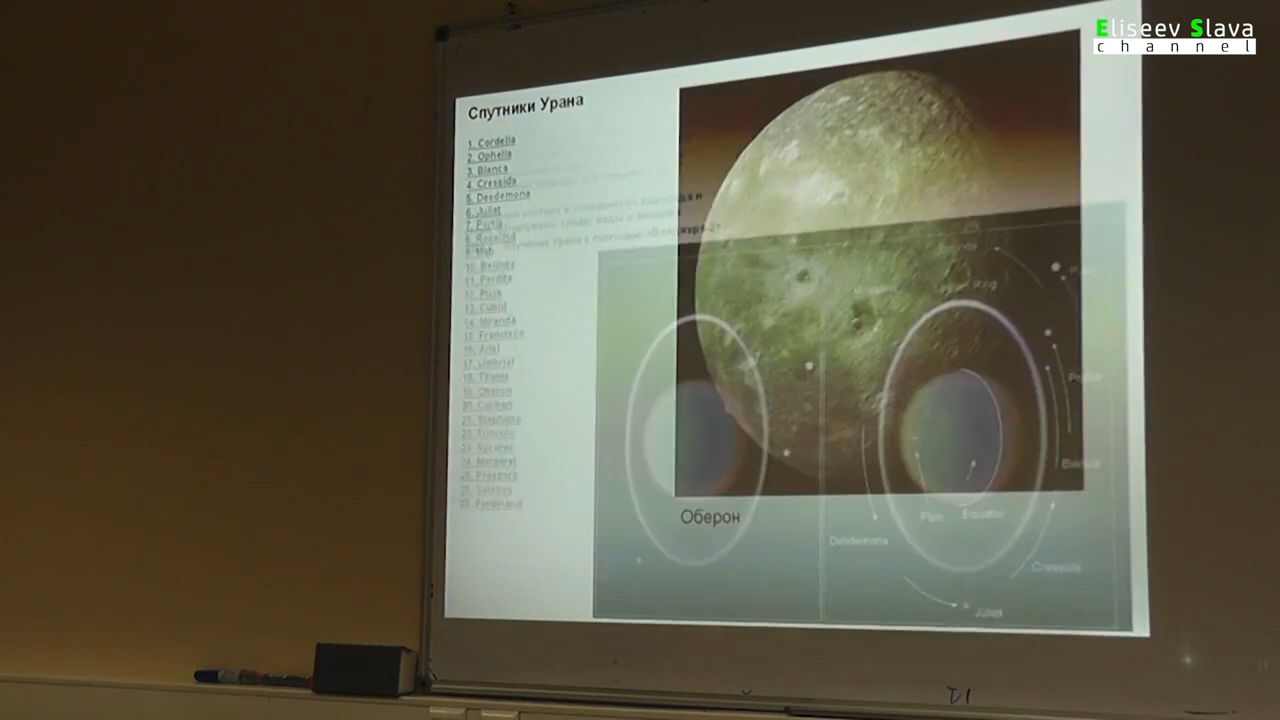 Eliseev Slava
channel
Спутники Урана
1. Cordelia
2. Ophelia
3. Bianca
4. Cressida
5. Desdemona
6. Juliet
7. Portia
8. Rosalind
9. Mab
10. Belinda
11. Perdita
12. Puck
13. Cupid
14. Miranda
15. Francisco
16. Ariel
17. Umbriel
18. Titania
19. Oberon
20. Caliban
21. Stephano
22. Trinculo
23. Sycorax
24. Margaret
25. Prospero
26. Setebos
27. Ferdinand
Оберон
Portia
Bianca
Equator
Desdemona
Cressida
Juliet